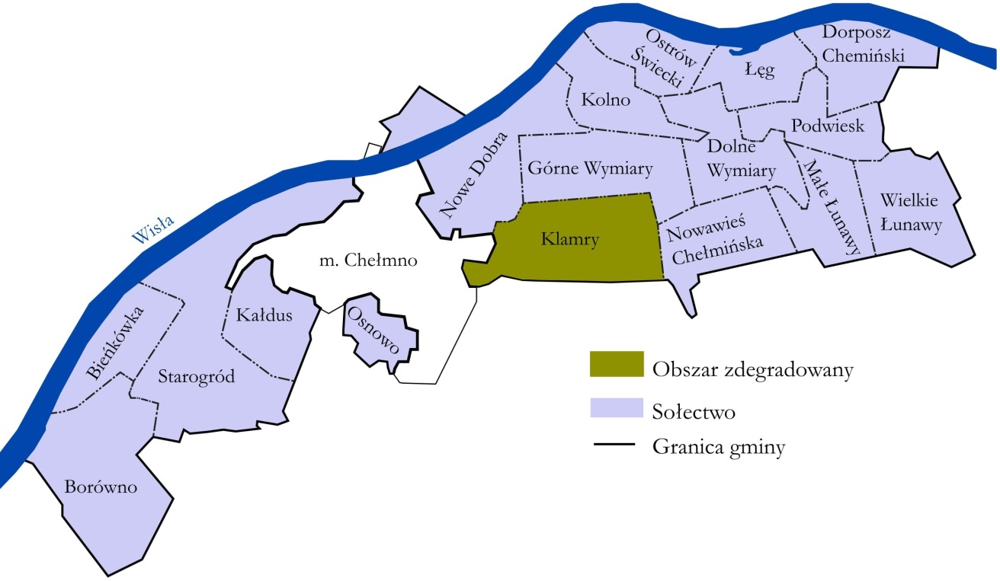 Dorposz
Chemiński
Ostrów
Świecki
Łęg
Kolno
Podwiesk
Nowe Dobra
Górne Wymiary
Dolne
Wymiary
Małe Łunawy
Wielkie
Łunawy
Wisła
Klamry
Nowawieś
Chełmińska
m. Chełmno
Kałdus
Osnowo
Bieńkówka
Starogród
Borówno
Obszar zdegradowany
Sołectwo
Granica gminy